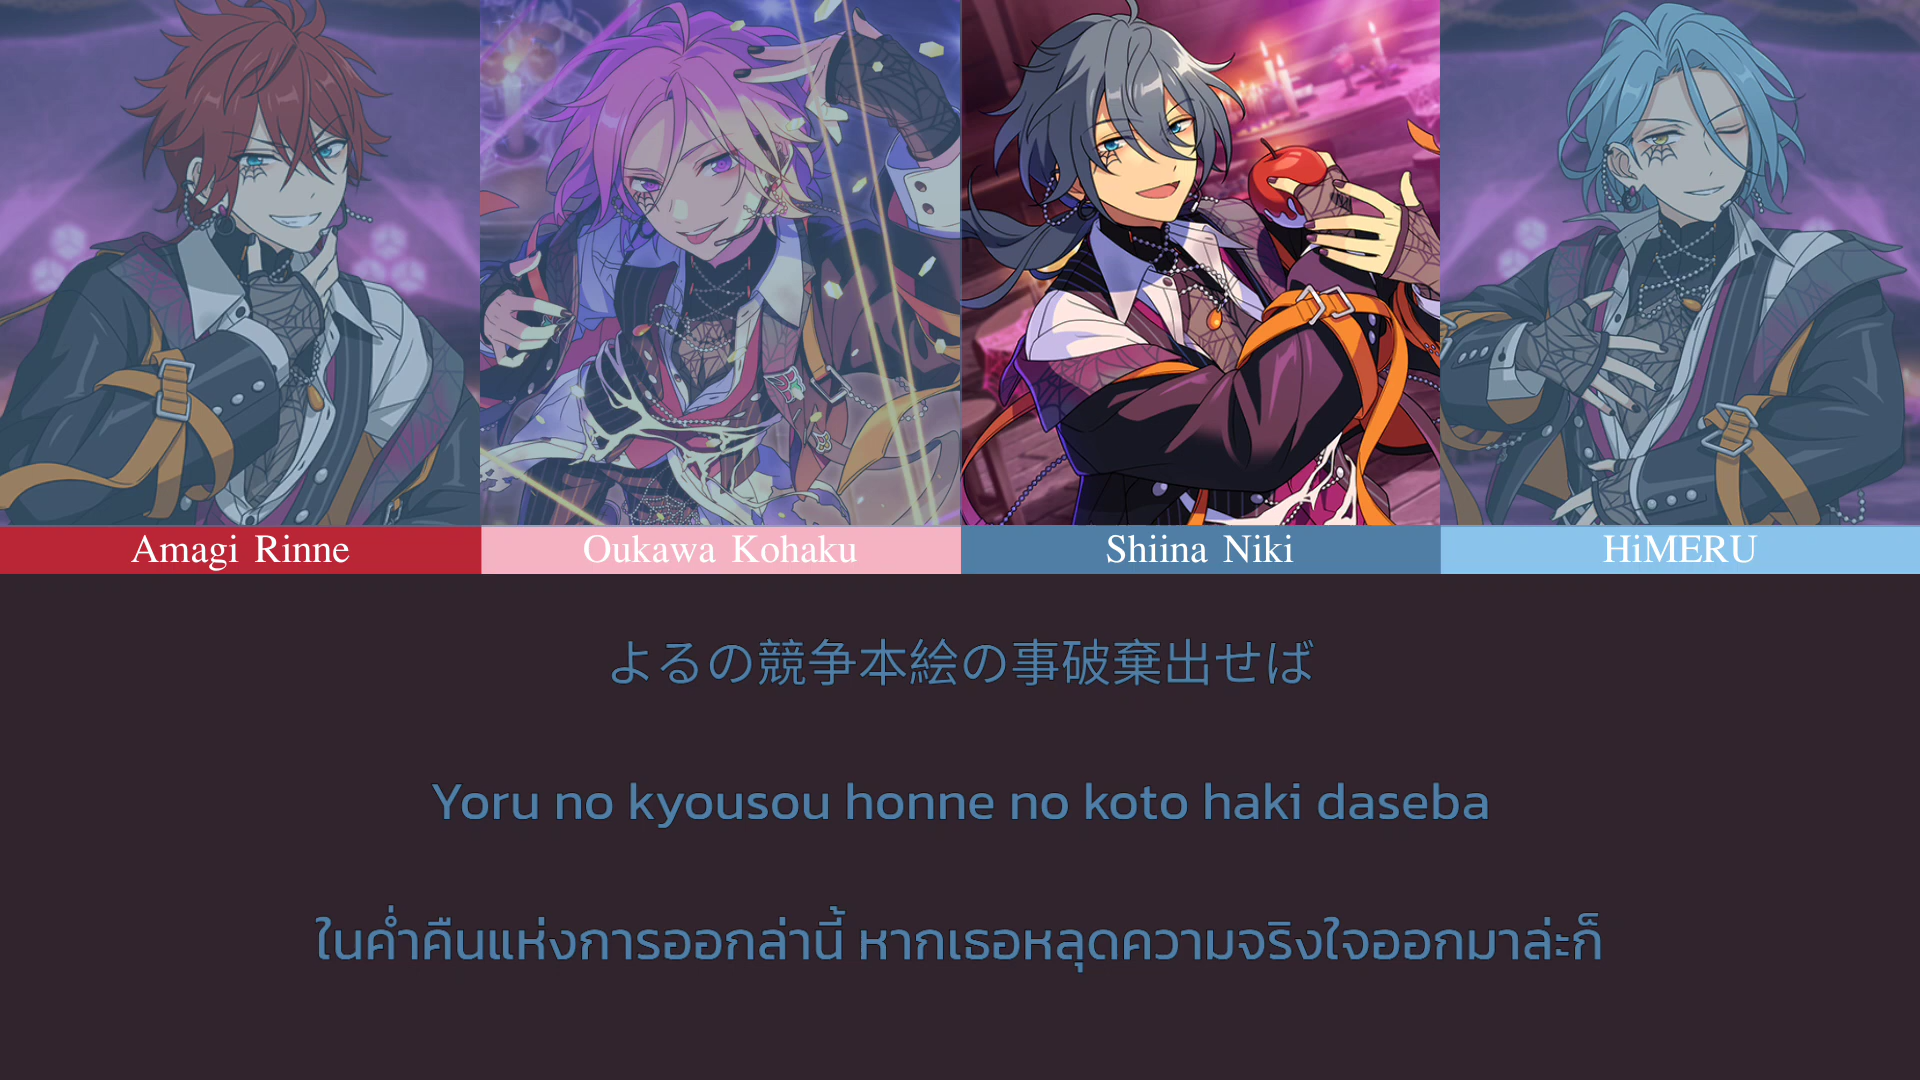 Amagi Rinne
Oukawa Kohaku
Shiina Niki
HiMERU
よるの競争本絵の事破棄出せば
Yoru no kyousou honne no koto haki daseba
ในค่ำคืนแห่งการออกล่านี้ หากเธอหลุดความจริงใจออกมาล่ะก็